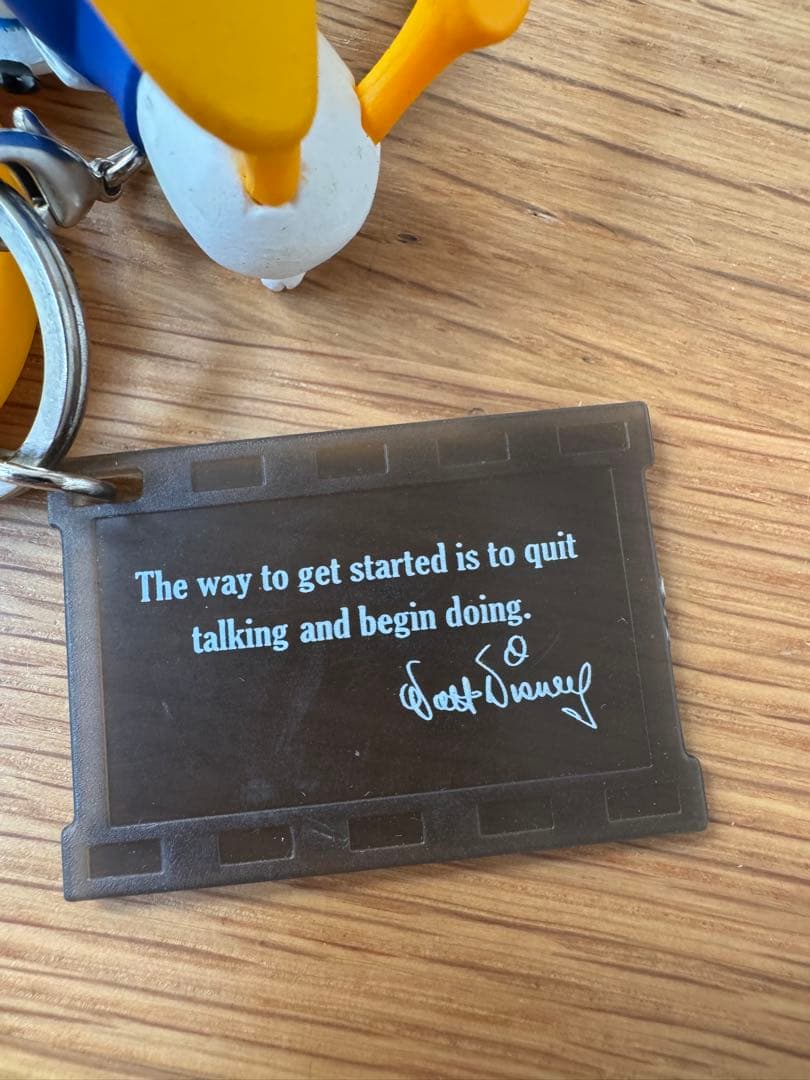 The way to get started is to quit
talking and begin doing.
Walt Disney